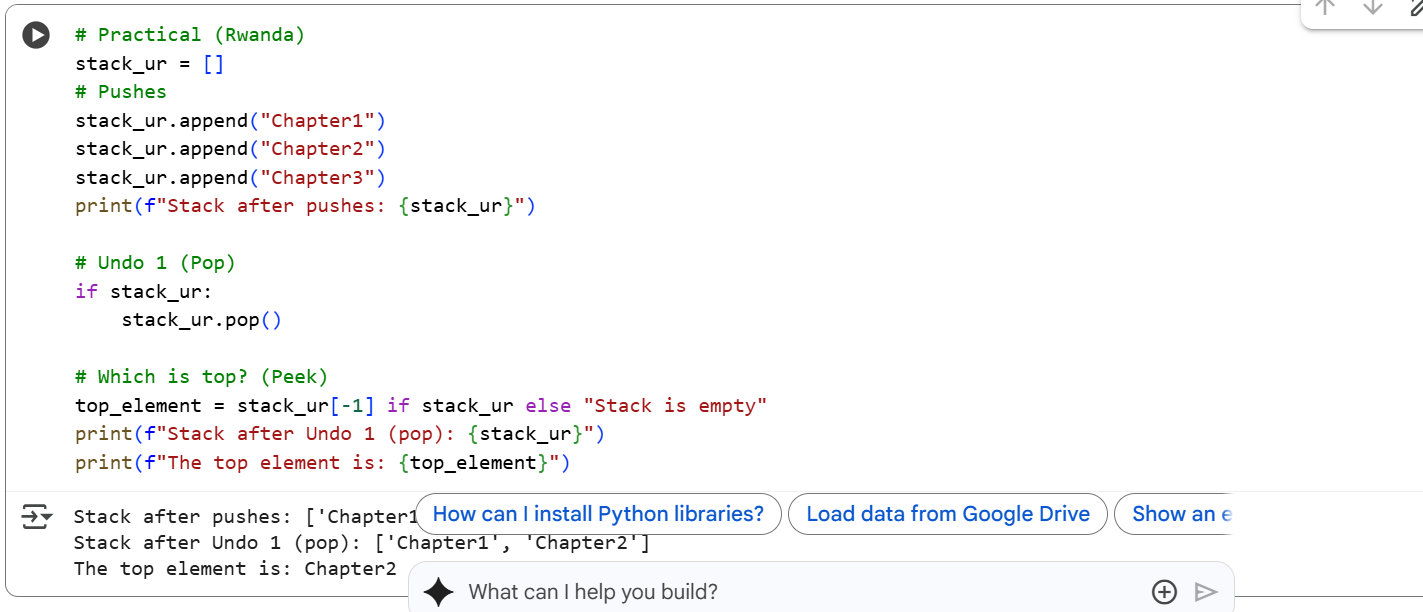 # Practical (Rwanda)
stack_ur = []
# Pushes
stack_ur.append("Chapter1")
stack_ur.append("Chapter2")
stack_ur.append("Chapter3")
print(f"Stack after pushes: {stack_ur}")

# Undo 1 (Pop)
if stack_ur:
    stack_ur.pop()

# Which is top? (Peek)
top_element = stack_ur[-1] if stack_ur else "Stack is empty"
print(f"Stack after Undo 1 (pop): {stack_ur}")
print(f"The top element is: {top_element}")
Stack after pushes: ['Chapter1
How can I install Python libraries?
Load data from Google Drive
Show an e
Stack after Undo 1 (pop): ['Chapter1', 'Chapter2']
The top element is: Chapter2
What can I help you build?